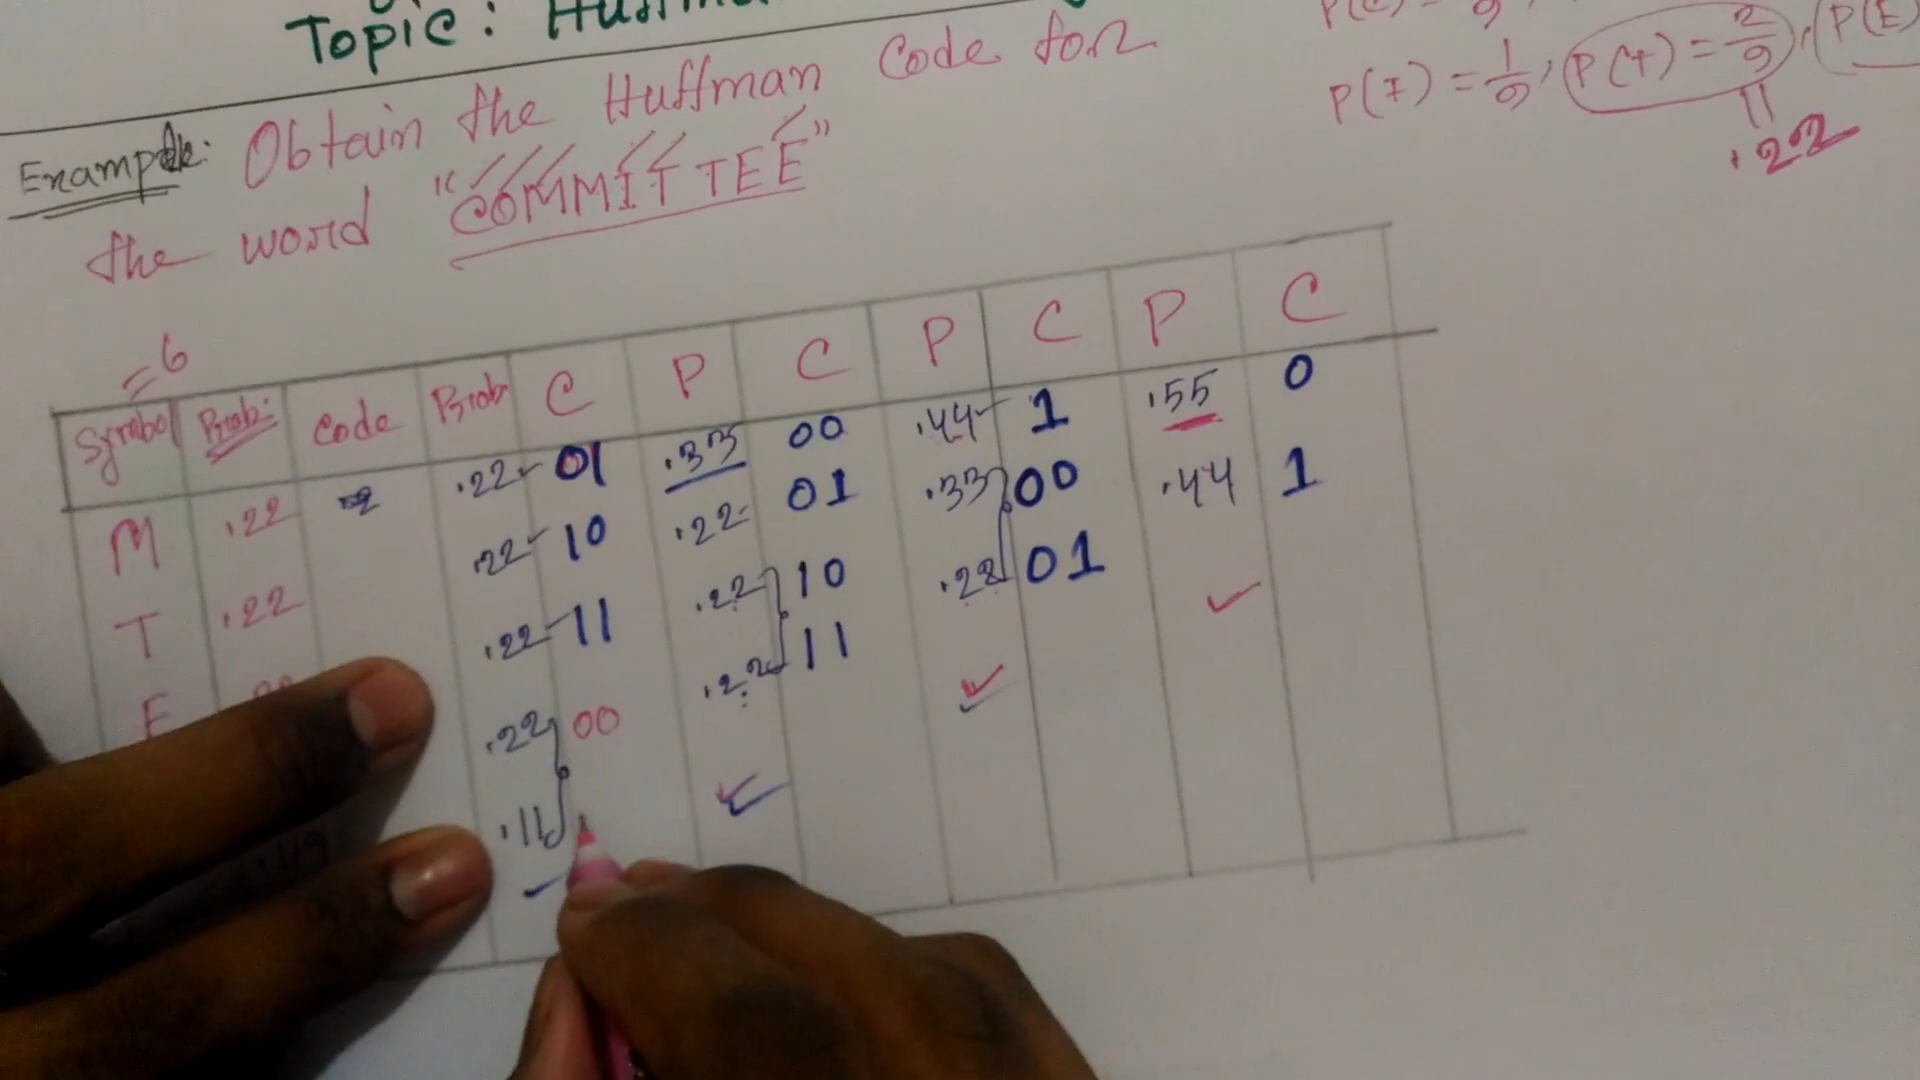 Topic:
P(7) = 1/9, P(T) = 2/9, P(E)
.22
Example: Obtain the Huffman Code for
the word "COMMITTEE"
=6
Symbol Prob: Code Prob C P C P C P C
M .22 .22 01 .33 00 .44 1 .55 0
T .22 .22 10 .22 01 .33 00 .44 1
E .22 11 .22 10 .22 01
.22 00 .22 11
.11